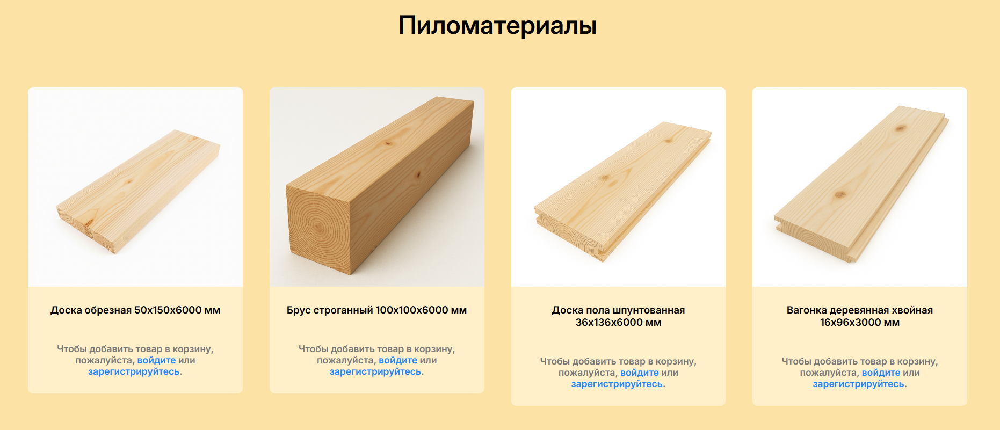 Пиломатериалы
Доска обрезная 50х150х6000 мм
Чтобы добавить товар в корзину,
пожалуйста, войдите или
зарегистрируйтесь.
Брус строганный 100х100х6000 мм
Чтобы добавить товар в корзину,
пожалуйста, войдите или
зарегистрируйтесь.
Доска пола шпунтованная
36х136х6000 мм
Чтобы добавить товар в корзину,
пожалуйста, войдите или
зарегистрируйтесь.
Вагонка деревянная хвойная
16х96х3000 мм
Чтобы добавить товар в корзину,
пожалуйста, войдите или
зарегистрируйтесь.